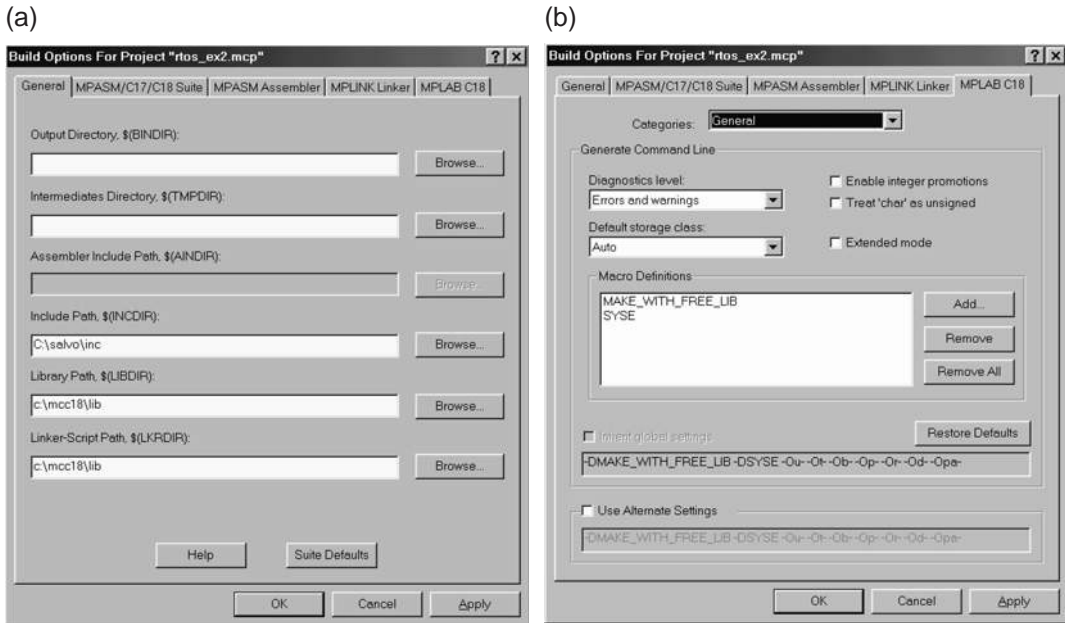 (a)
Build Options For Project "rtos_ex2.mcp"
General MPASM/C17/C18 Suite MPASM Assembler MPLINK Linker MPLAB C18
Output Directory, $(BINDIR):
Browse...
Intermediates Directory, $(TMPDIR):
Browse...
Assembler Include Path, $(AINDIR):
Browse...
Include Path, $(INCDIR):
C:\salvo\inc
Browse...
Library Path, $(LIBDIR):
c:\mcc18\lib
Browse...
Linker-Script Path, $(LKRDIR):
c:\mcc18\lib
Browse...
Help Suite Defaults
OK Cancel Apply
(b)
Build Options For Project "rtos_ex2.mcp"
General MPASM/C17/C18 Suite MPASM Assembler MPLINK Linker MPLAB C18
Categories: General
Generate Command Line
Diagnostics level:
Errors and warnings
Enable integer promotions
Treat 'char' as unsigned
Default storage class:
Auto
Extended mode
Macro Definitions
MAKE_WITH_FREE_LIB
SYSE
Add...
Remove
Remove All
Inherit global settings
Restore Defaults
-DMAKE_WITH_FREE_LIB -DSYSE -Ou- -Ot- -Ob- -Op- -Or- -Od- -Opa-
Use Alternate Settings
-DMAKE_WITH_FREE_LIB -DSYSE -Ou- -Ot- -Ob- -Op- -Or- -Od- -Opa-
OK Cancel Apply